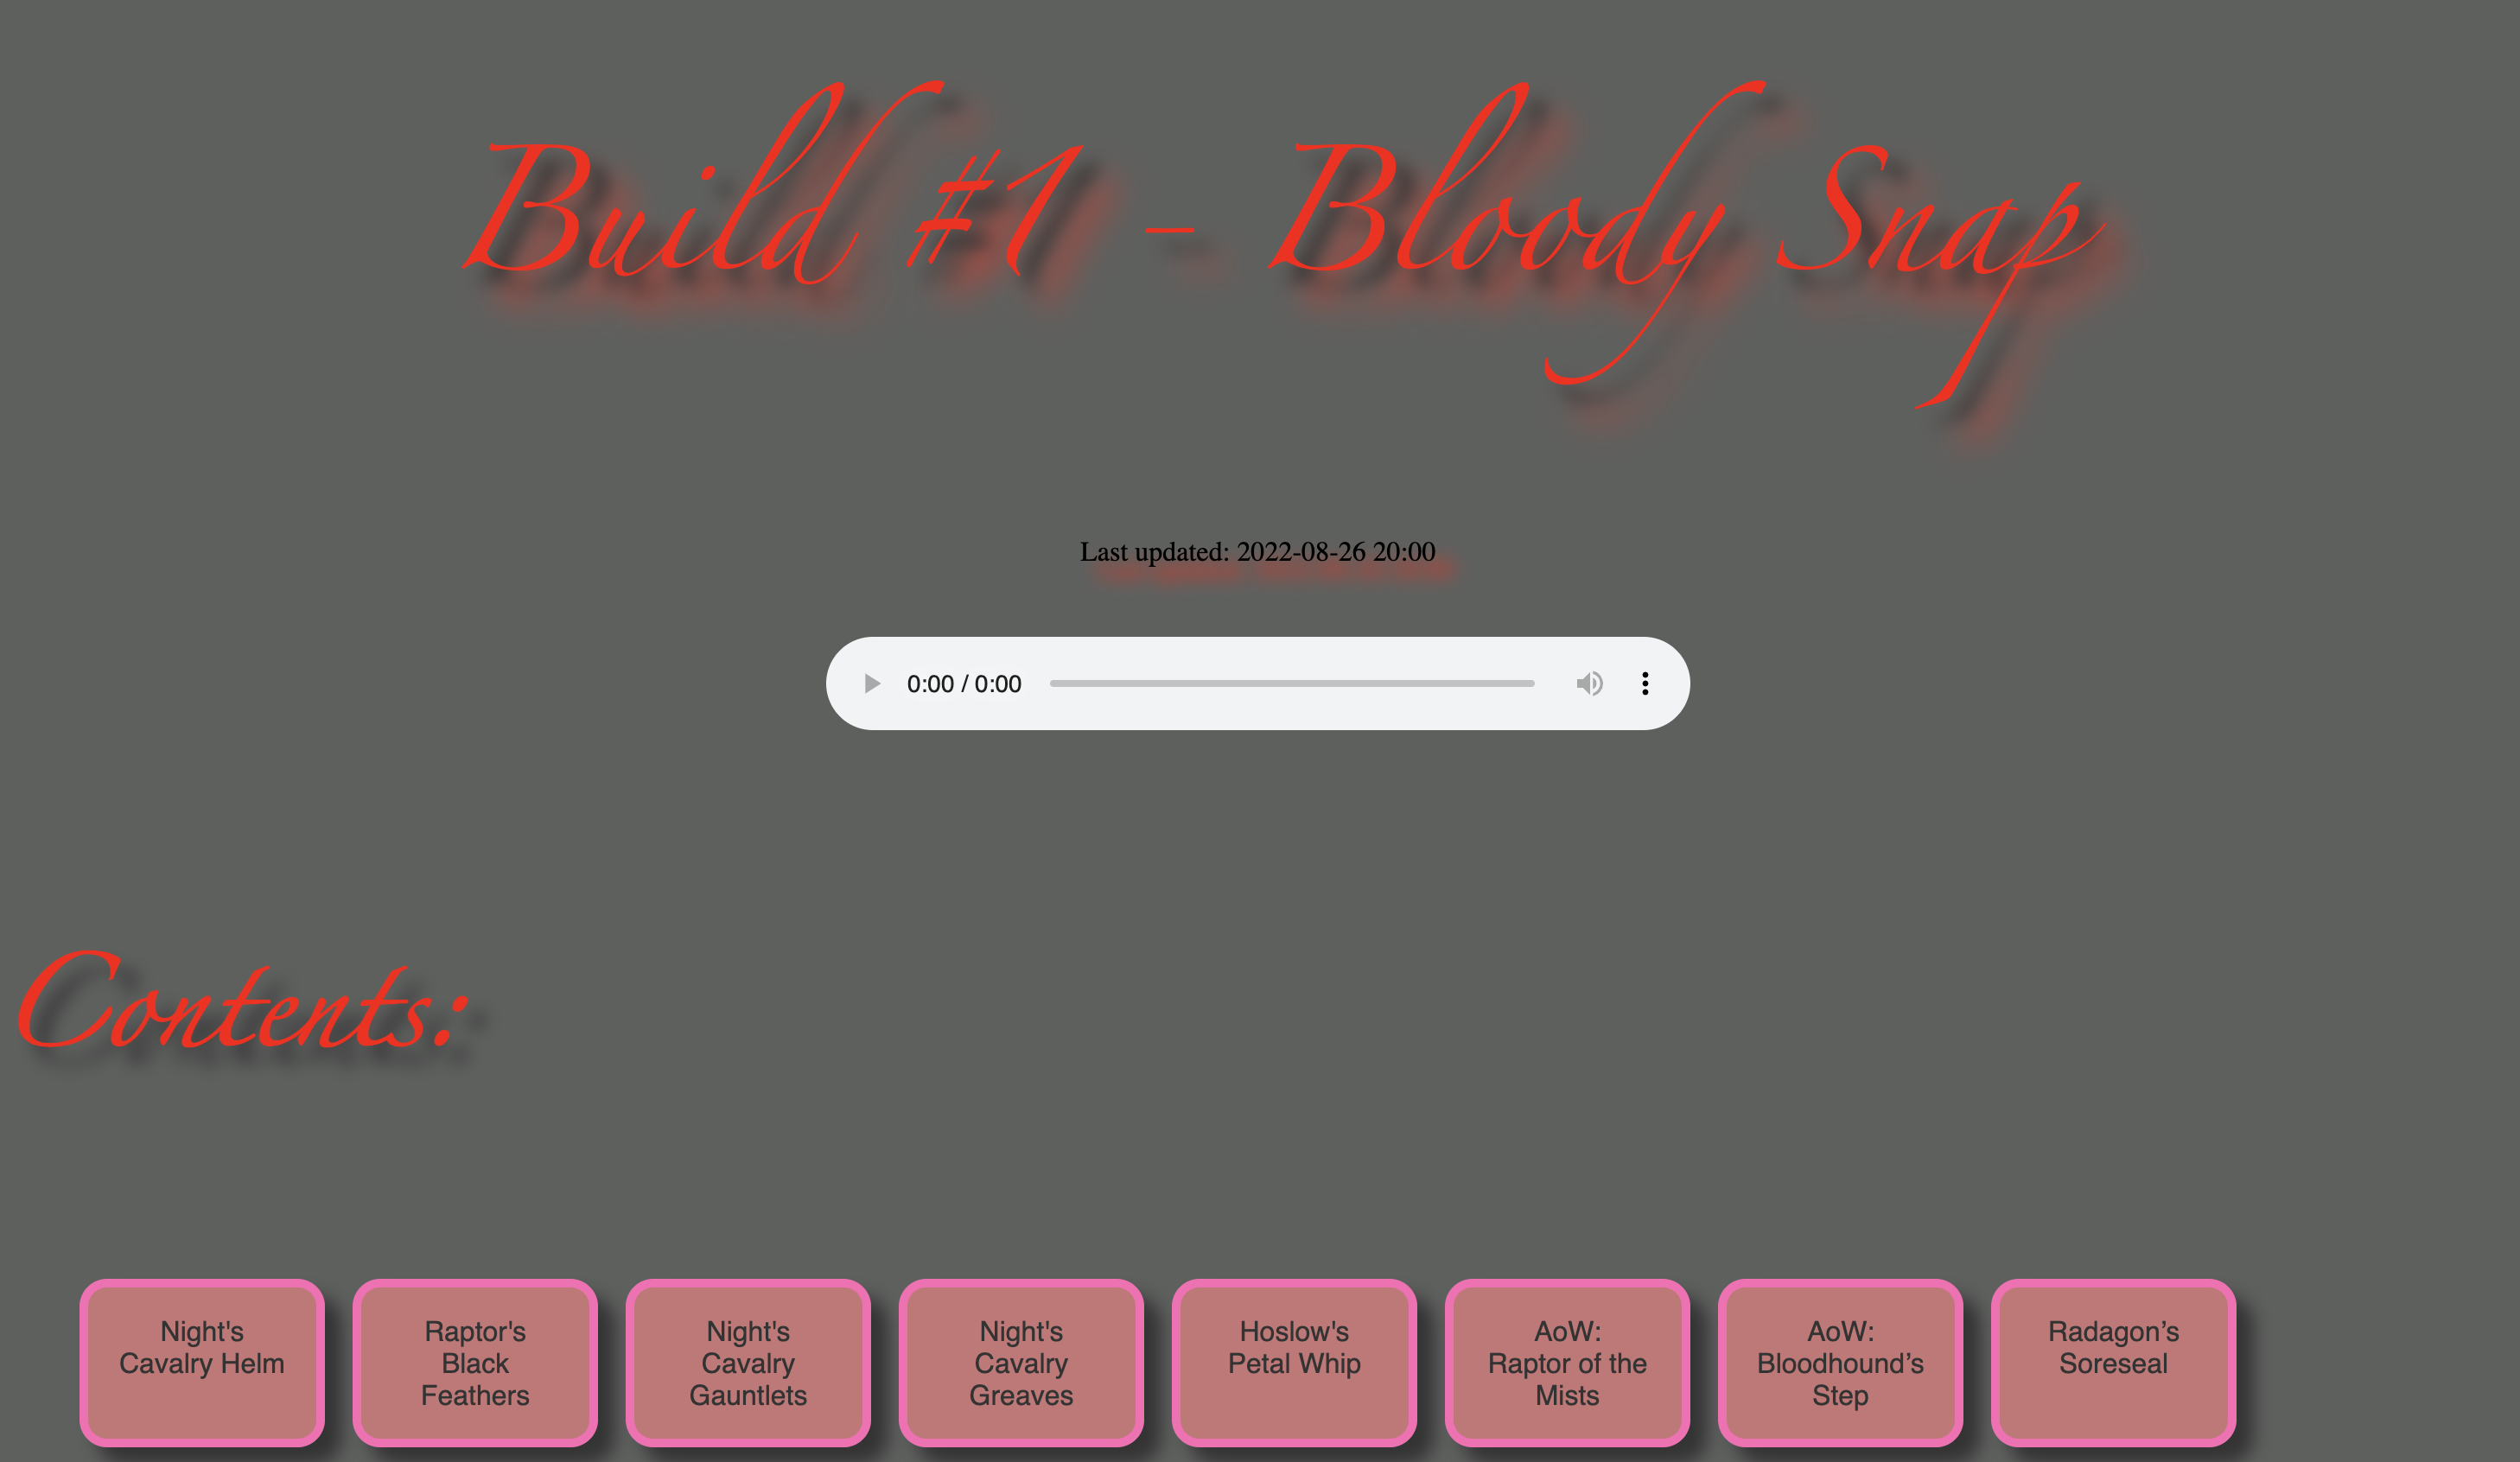 Build #1 - Bloody Snap
Last updated: 2022-08-26 20:00
0:00 / 0:00
Contents:
Night's
Cavalry Helm
Raptor's
Black
Feathers
Night's
Cavalry
Gauntlets
Night's
Cavalry
Greaves
Hoslow's
Petal Whip
AoW:
Raptor of the
Mists
AoW:
Bloodhound’s
Step
Radagon’s
Soreseal